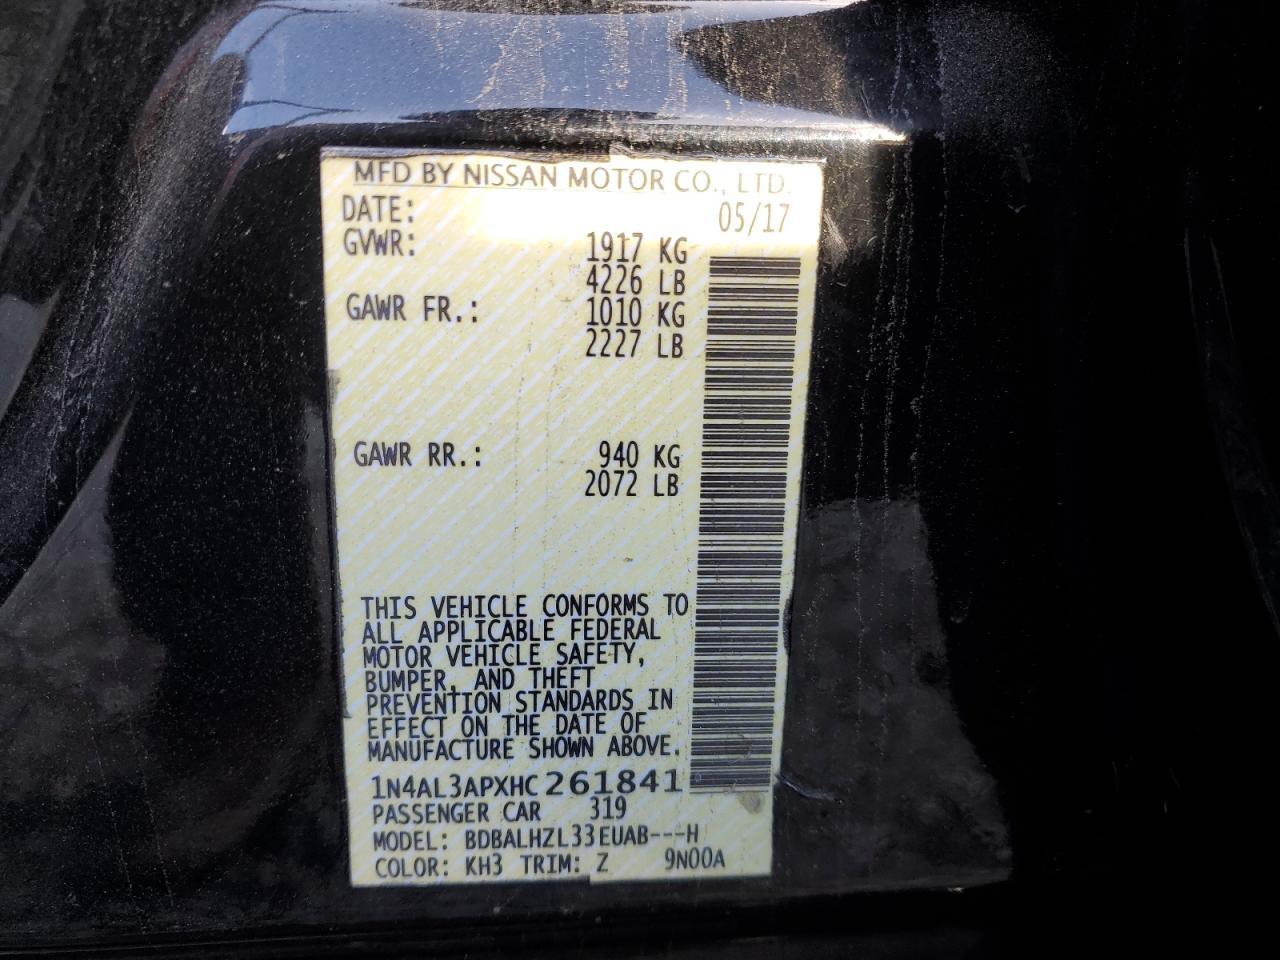 MFD BY NISSAN MOTOR CO., LTD.
DATE: 05/17
GVWR: 1917 KG
4226 LB
GAWR FR.: 1010 KG
2227 LB
GAWR RR.: 940 KG
2072 LB
THIS VEHICLE CONFORMS TO
ALL APPLICABLE FEDERAL
MOTOR VEHICLE SAFETY,
BUMPER, AND THEFT
PREVENTION STANDARDS IN
EFFECT ON THE DATE OF
MANUFACTURE SHOWN ABOVE.
1N4AL3APXHC261841
PASSENGER CAR 319
MODEL: BDBALHZL33EUAB---H
COLOR: KH3 TRIM: Z 9N00A